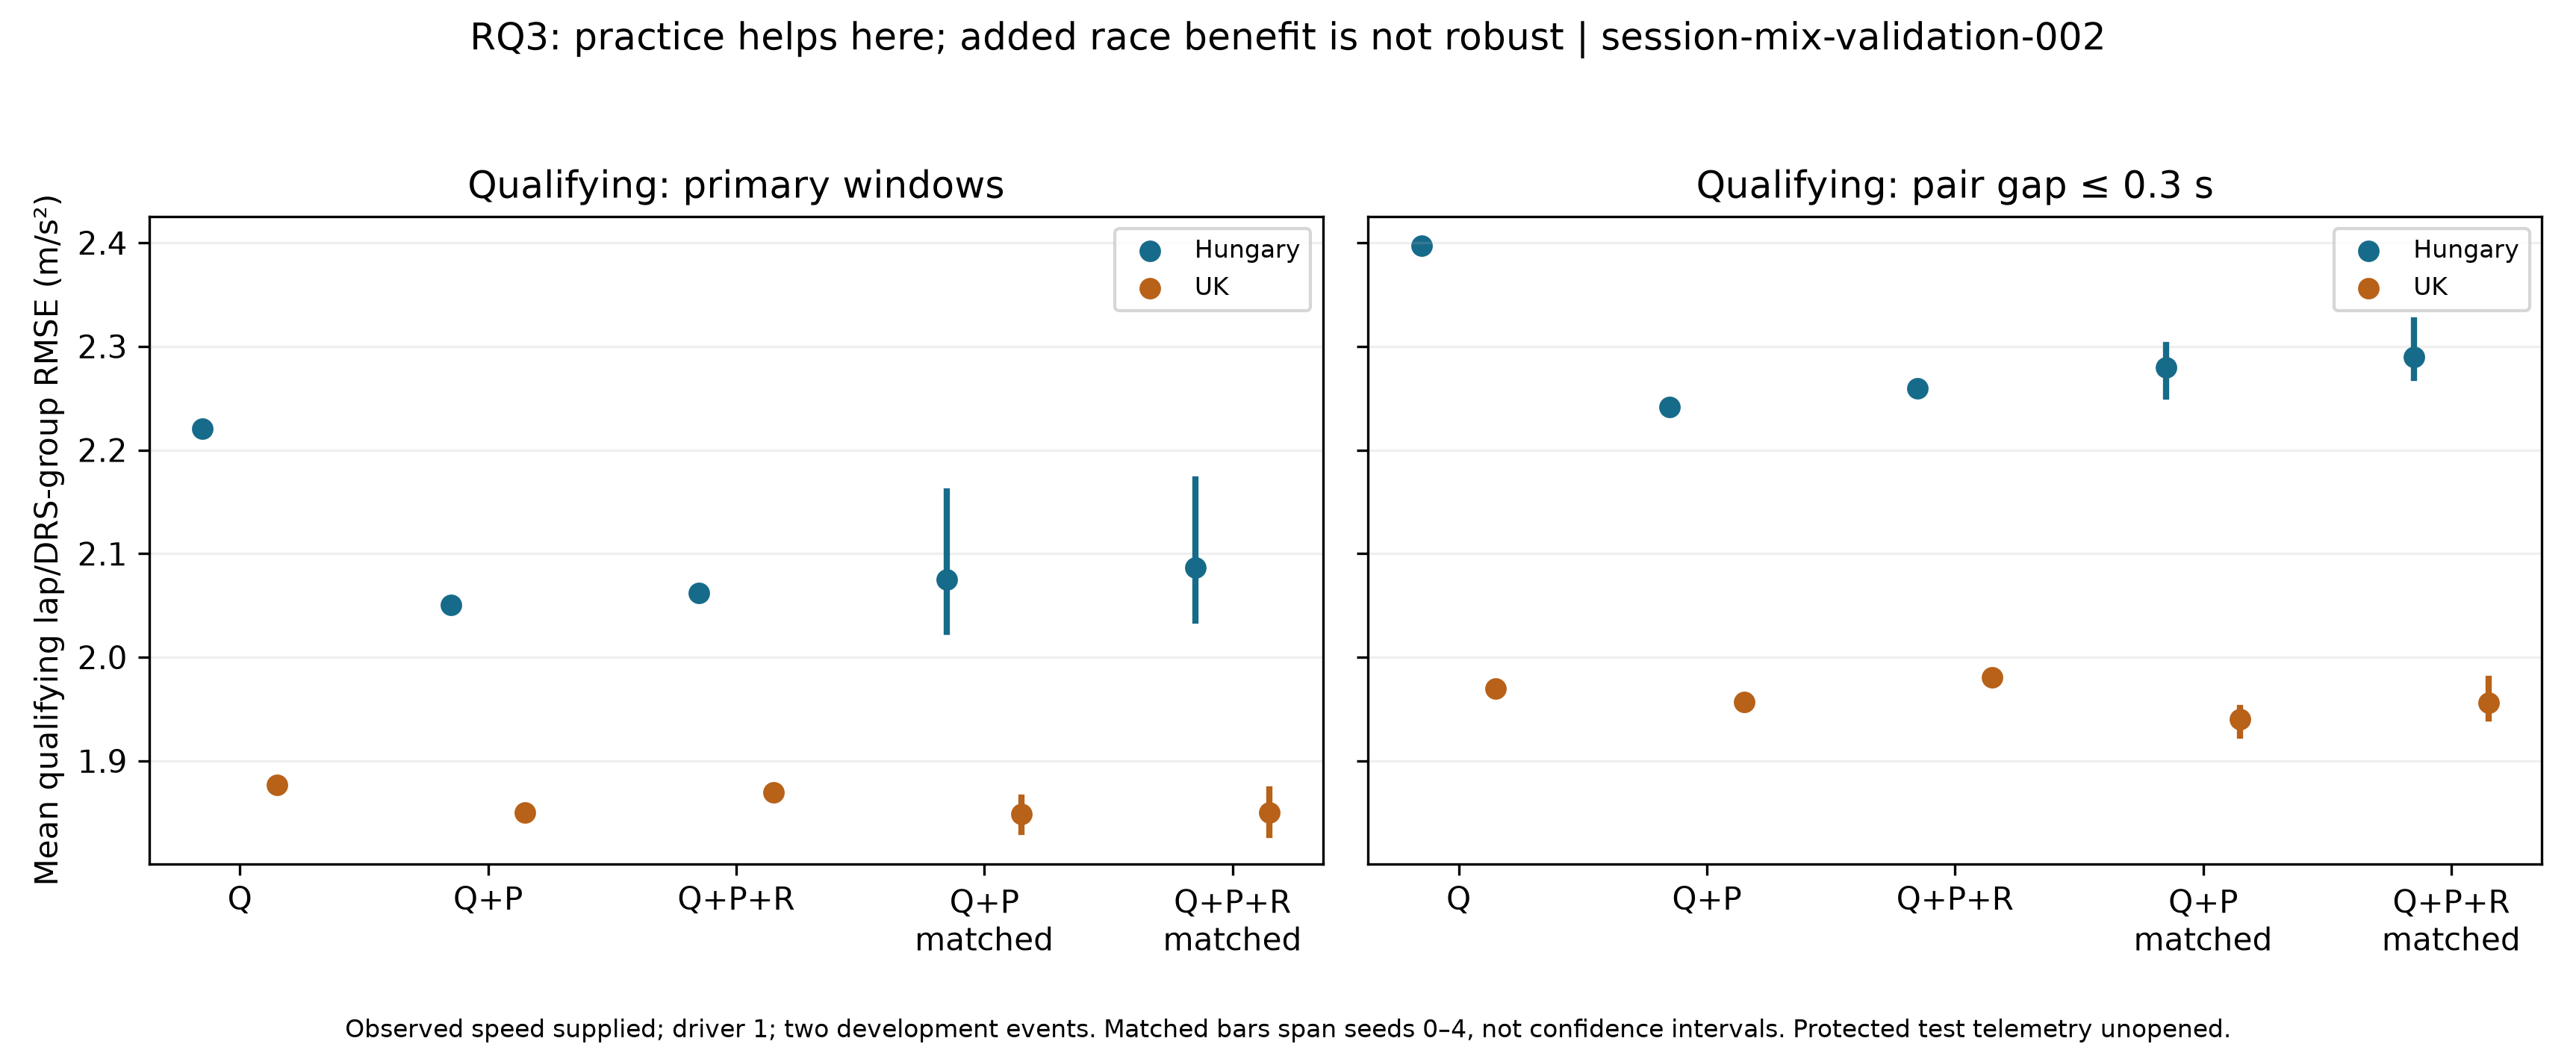 RQ3: practice helps here; added race benefit is not robust | session-mix-validation-002
Qualifying: primary windows
Mean qualifying lap/DRS-group RMSE (m/s²)
2.4
2.3
2.2
2.1
2.0
1.9
Hungary
UK
Q
Q+P
Q+P+R
Q+P
matched
Q+P+R
matched
Qualifying: pair gap ≤ 0.3 s
Hungary
UK
Q
Q+P
Q+P+R
Q+P
matched
Q+P+R
matched
Observed speed supplied; driver 1; two development events. Matched bars span seeds 0–4, not confidence intervals. Protected test telemetry unopened.